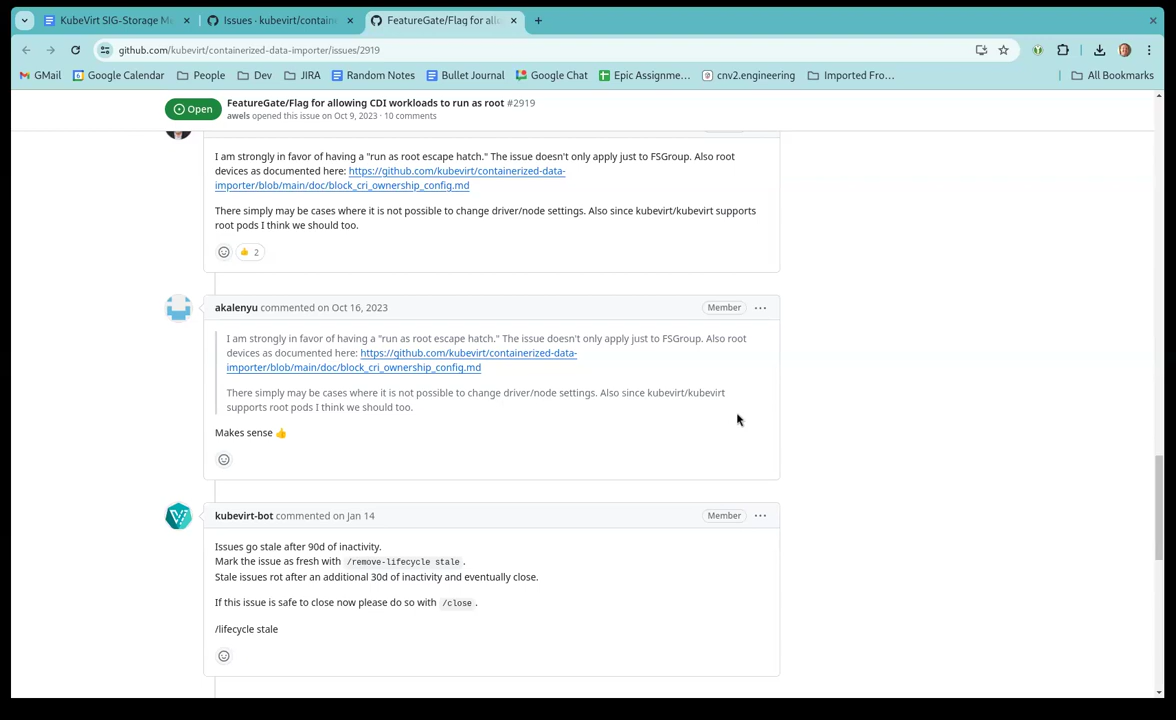 KubeVirt SIG-Storage M
Issues · kubevirt/contain
FeatureGate/Flag for allo
github.com/kubevirt/containerized-data-importer/issues/2919
GMail
Google Calendar
People
Dev
JIRA
Random Notes
Bullet Journal
Google Chat
Epic Assignme...
cnv2.engineering
Imported Fro...
All Bookmarks
Open
FeatureGate/Flag for allowing CDI workloads to run as root #2919
awels opened this issue on Oct 9, 2023 · 10 comments
I am strongly in favor of having a "run as root escape hatch." The issue doesn't only apply just to FSGroup. Also root
devices as documented here: https://github.com/kubevirt/containerized-data-
importer/blob/main/doc/block_cri_ownership_config.md
There simply may be cases where it is not possible to change driver/node settings. Also since kubevirt/kubevirt supports
root pods I think we should too.
👍 2
akalenyu commented on Oct 16, 2023
Member
I am strongly in favor of having a "run as root escape hatch." The issue doesn't only apply just to FSGroup. Also root
devices as documented here: https://github.com/kubevirt/containerized-data-
importer/blob/main/doc/block_cri_ownership_config.md
There simply may be cases where it is not possible to change driver/node settings. Also since kubevirt/kubevirt
supports root pods I think we should too.
Makes sense 👍
kubevirt-bot commented on Jan 14
Member
Issues go stale after 90d of inactivity.
Mark the issue as fresh with /remove-lifecycle stale .
Stale issues rot after an additional 30d of inactivity and eventually close.
If this issue is safe to close now please do so with /close .
/lifecycle stale